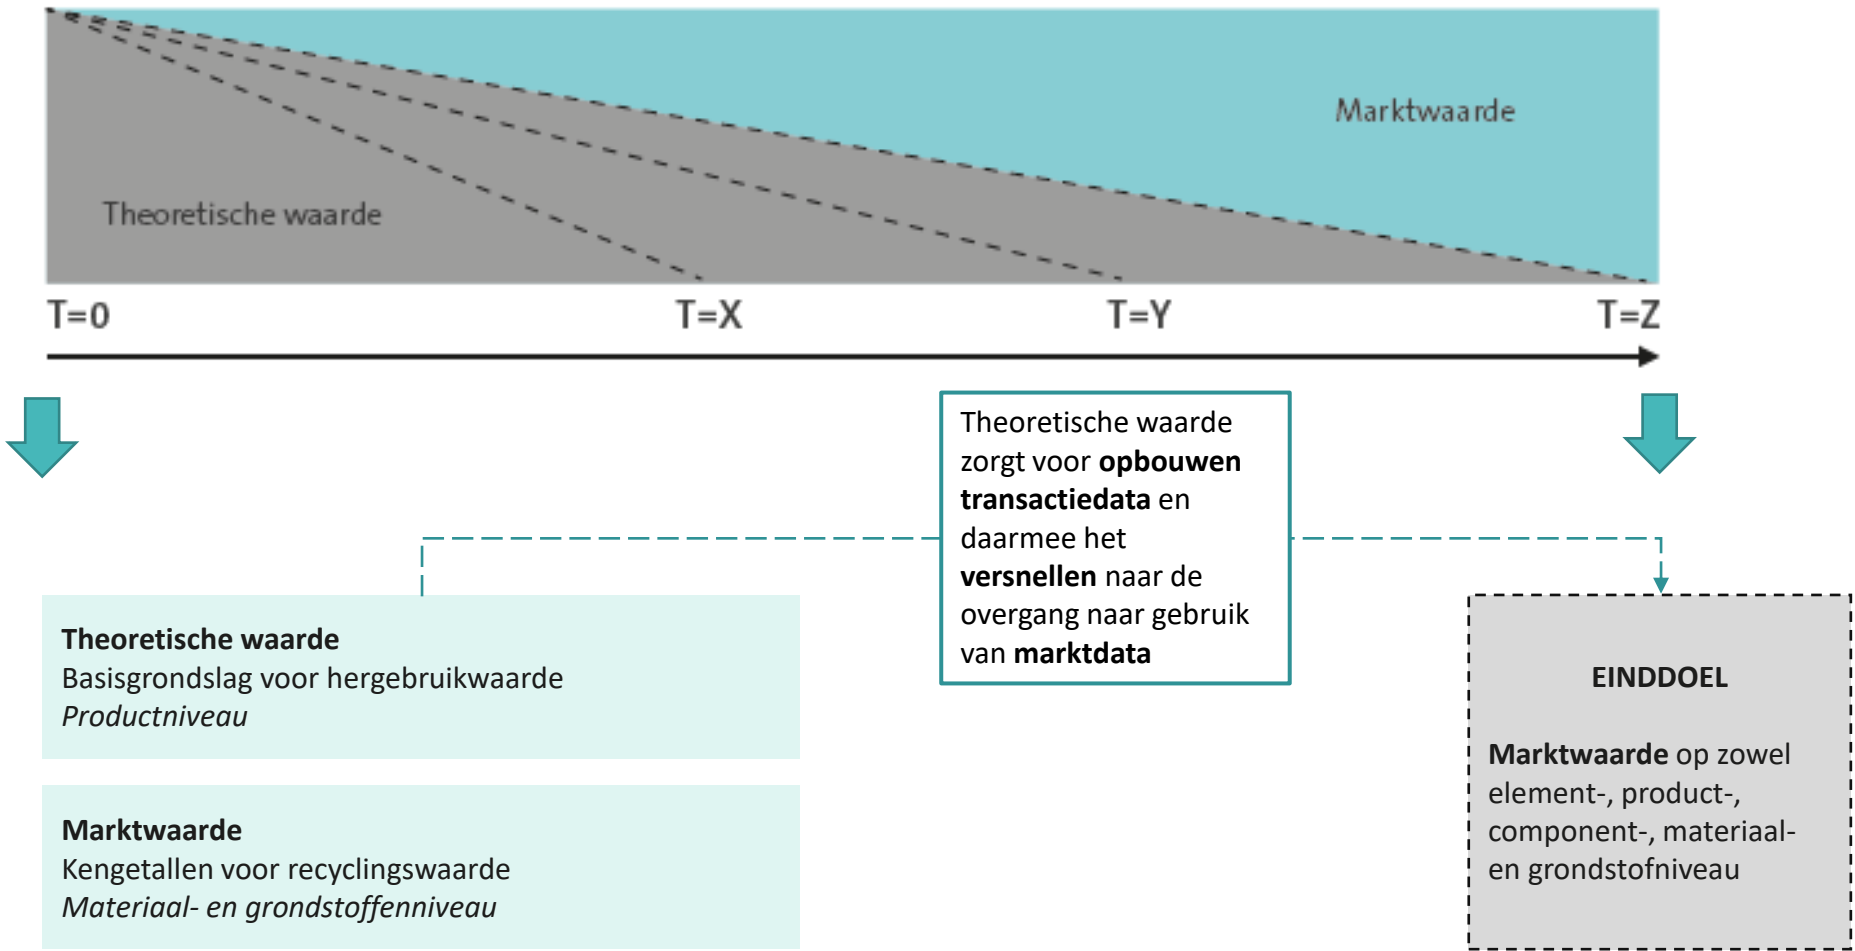 Marktwaarde
Theoretische waarde
T=0
T=X
T=Y
T=Z
Theoretische waarde
zorgt voor opbouwen
transactiedata en
daarmee het
versnellen naar de
overgang naar gebruik
van marktdata
Theoretische waarde
Basisgrondslag voor hergebruikwaarde
Productniveau
Marktwaarde
Kengetallen voor recyclingswaarde
Materiaal- en grondstoffenniveau
EINDDOEL
Marktwaarde op zowel
element-, product-,
component-, materiaal-
en grondstofniveau